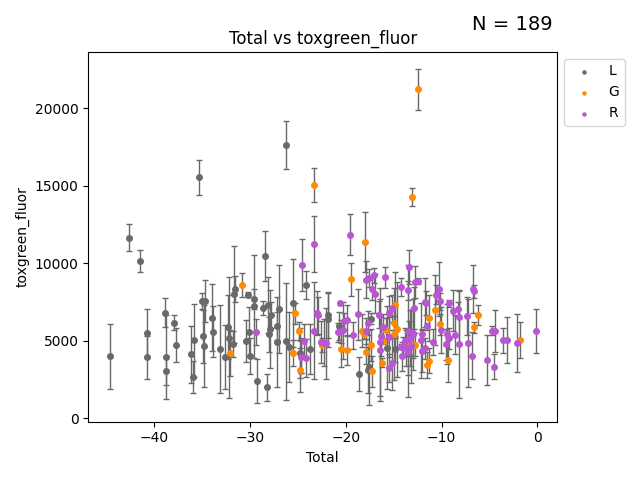 N = 189
Total vs toxgreen_fluor
L
G
R
20000
15000
10000
5000
0
toxgreen_fluor
−40 −30 −20 −10 0
Total